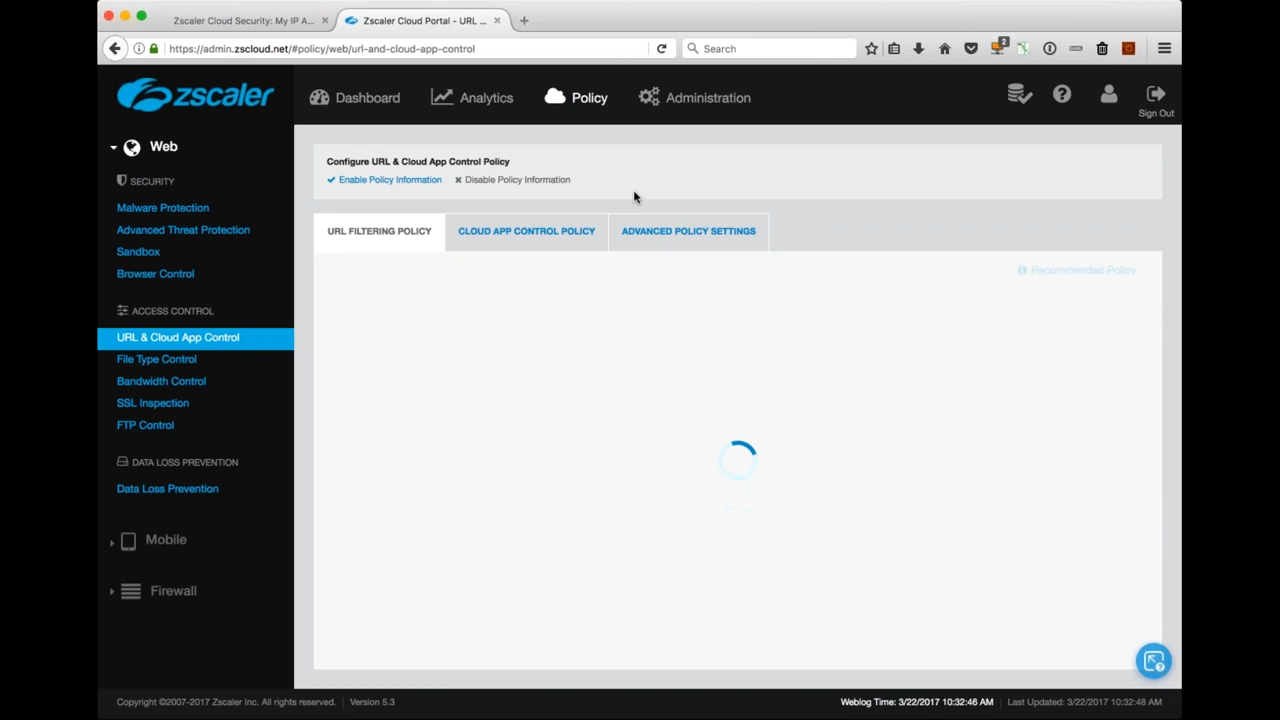 Zscaler Cloud Security: My IP A...
Zscaler Cloud Portal - URL ...
https://admin.zscloud.net/#policy/web/url-and-cloud-app-control
Search
2
zscaler
Dashboard
Analytics
Policy
Administration
Sign Out
Web
SECURITY
Malware Protection
Advanced Threat Protection
Sandbox
Browser Control
ACCESS CONTROL
URL & Cloud App Control
File Type Control
Bandwidth Control
SSL Inspection
FTP Control
DATA LOSS PREVENTION
Data Loss Prevention
Mobile
Firewall
Configure URL & Cloud App Control Policy
Enable Policy Information
Disable Policy Information
URL FILTERING POLICY
CLOUD APP CONTROL POLICY
ADVANCED POLICY SETTINGS
Recommended Policy
Copyright ©2007-2017 Zscaler Inc. All rights reserved. | Version 5.3
Weblog Time: 3/22/2017 10:32:46 AM | Last Updated: 3/22/2017 10:32:48 AM